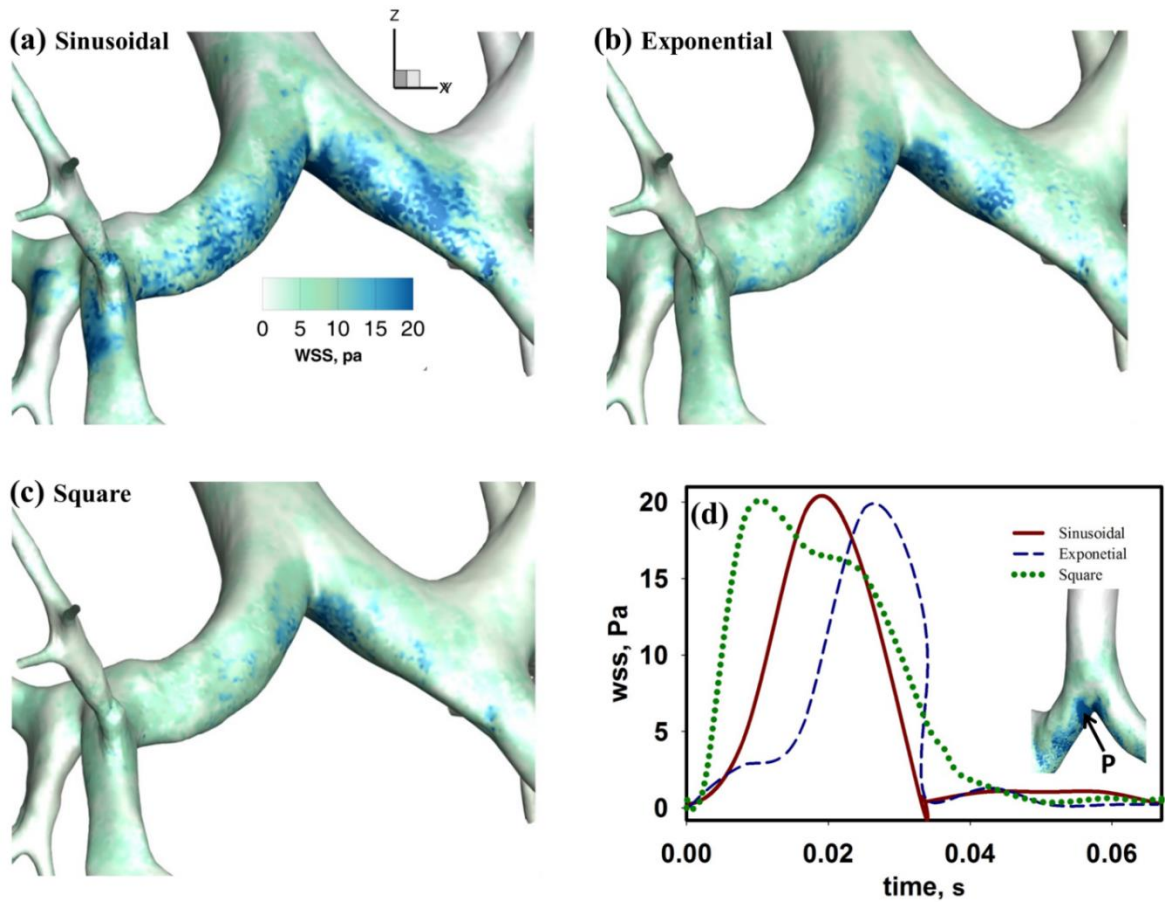 (a) Sinusoidal
Z
(b) Exponential
0 5 10 15 20
WSS, pa
(c) Square
(d)
Sinusoidal
Exponetial
Square
P
20
15
10
5
0
wss, Pa
0.00 0.02 0.04 0.06
time, s